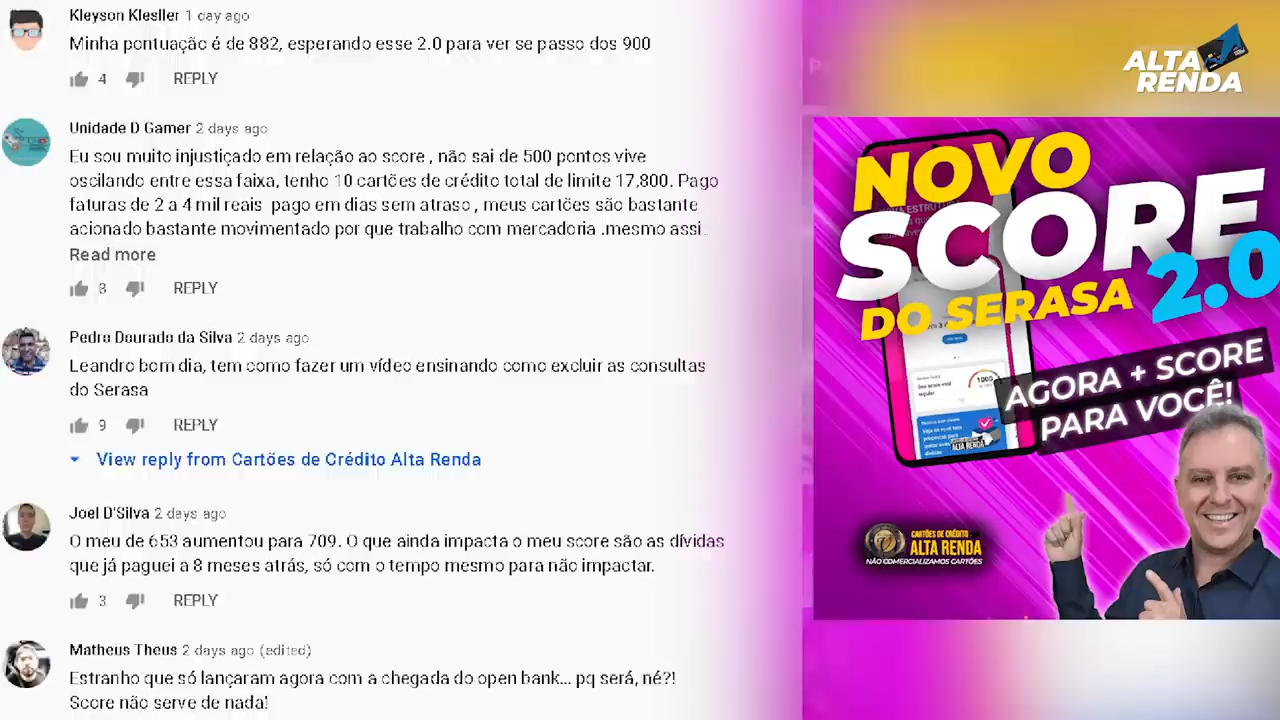 Kleyson Klesller 1 day ago
Minha pontuação é de 882, esperando esse 2.0 para ver se passo dos 900
4 REPLY
Unidade D Gamer 2 days ago
Eu sou muito injustiçado em relação ao score , não sai de 500 pontos vive
oscilando entre essa faixa, tenho 10 cartões de crédito total de limite 17,800. Pago
faturas de 2 a 4 mil reais pago em dias sem atraso , meus cartões são bastante
acionado bastante movimentado por que trabalho com mercadoria .mesmo assi
Read more
3 REPLY
Pedro Dourado da Silva 2 days ago
Leandro bom dia, tem como fazer um vídeo ensinando como excluir as consultas
do Serasa
9 REPLY
View reply from Cartões de Crédito Alta Renda
Joel D'Silva 2 days ago
O meu de 653 aumentou para 709. O que ainda impacta o meu score são as dívidas
que já paguei a 6 meses atrás, só com o tempo mesmo para não impactar.
3 REPLY
Matheus Theus 2 days ago (edited)
Estranho que só lançaram agora com a chegada do open bank... pq será, né?!
Score não serve de nada!
ALTA
RENDA
NOVO
SCORE
DO SERASA 2.0
1000
AGORA + SCORE
PARA VOCÊ!
ALTA RENDA
CARTÕES DE CRÉDITO
ALTA RENDA
NÃO COMERCIALIZAMOS CARTÕES